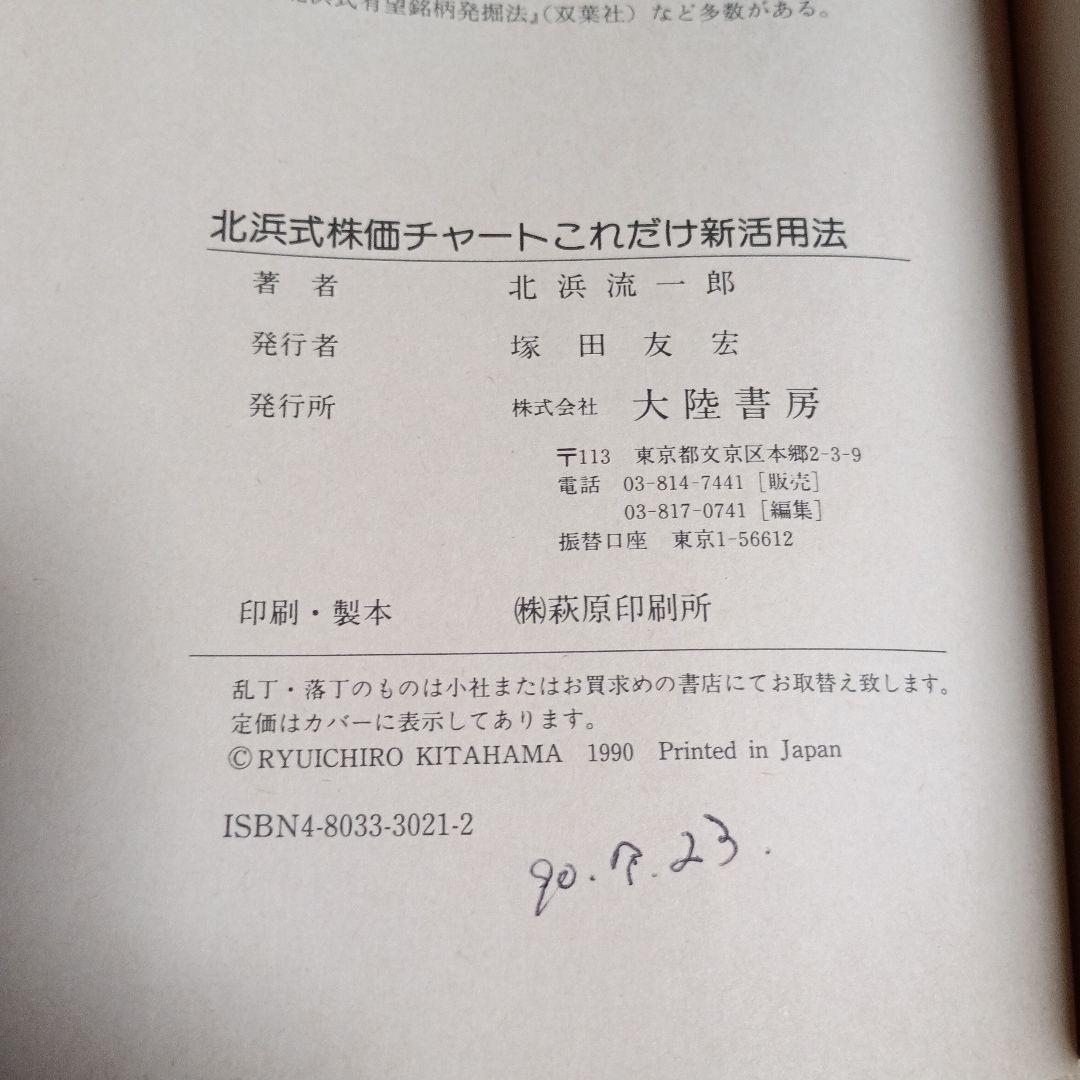 式有望銘柄発掘法』(双葉社)など多数がある。
北浜式株価チャートこれだけ新活用法
著者 北浜流一郎
発行者 塚田友宏
発行所 株式会社 大陸書房
〒113 東京都文京区本郷2-3-9
電話 03-814-7441 [販売]
03-817-0741 [編集]
振替口座 東京1-56612
印刷・製本 ㈱萩原印刷所
乱丁・落丁のものは小社またはお買求めの書店にてお取替え致します。
定価はカバーに表示してあります。
©RYUICHIRO KITAHAMA 1990 Printed in Japan
ISBN4-8033-3021-2
90.7.23.